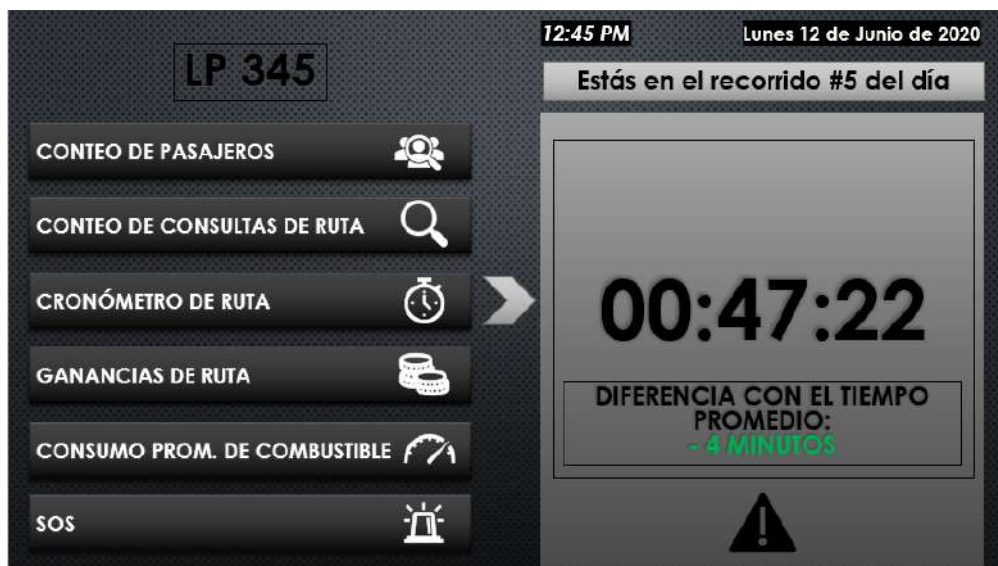 LP 345
CONTEO DE PASAJEROS
CONTEO DE CONSULTAS DE RUTA
CRONÓMETRO DE RUTA
GANANCIAS DE RUTA
CONSUMO PROM. DE COMBUSTIBLE
SOS
12:45 PM
Lunes 12 de Junio de 2020
Estás en el recorrido #5 del día
00:47:22
DIFERENCIA CON EL TIEMPO
PROMEDIO:
- 4 MINUTOS